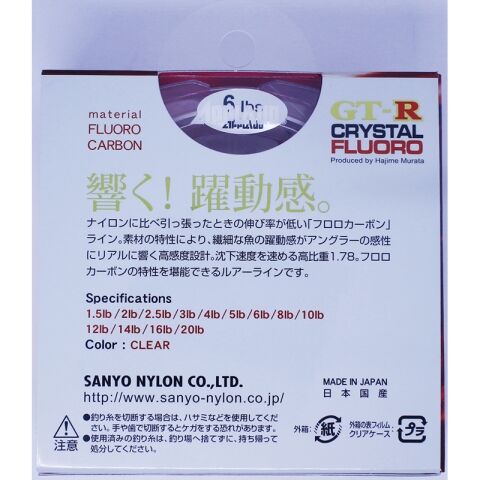 6 lbs
material
FLUORO
CARBON
GT-R
CRYSTAL
FLUORO
Produced by Hajime Murata
響く! 躍動感。
ナイロンに比べ引っ張ったときの伸び率が低い「フロロカーボン」
ライン。素材の特性により、繊細な魚の躍動感がアングラーの感性
にリアルに響く高感度設計。沈下速度を速める高比重1.78。フロロ
カーボンの特性を堪能できるルアーラインです。
Specifications
1.5lb / 2lb / 2.5lb / 3lb / 4lb / 5lb / 6lb / 8lb / 10lb
12lb / 14lb / 16lb / 20lb
Color : CLEAR
SANYO NYLON CO.,LTD.
http://www.sanyo-nylon.co.jp/
MADE IN JAPAN
日本国産
注意
●釣り糸を切断する場合は、ハサミなどを使用してくだ
さい。手や歯で切断するとケガをする恐れがあります。
●使用済みの釣り糸は、釣り場へ捨てずに、持ち帰って
処分してください。
外箱:
紙
外箱の表フィルム
クリアケース:
プラ